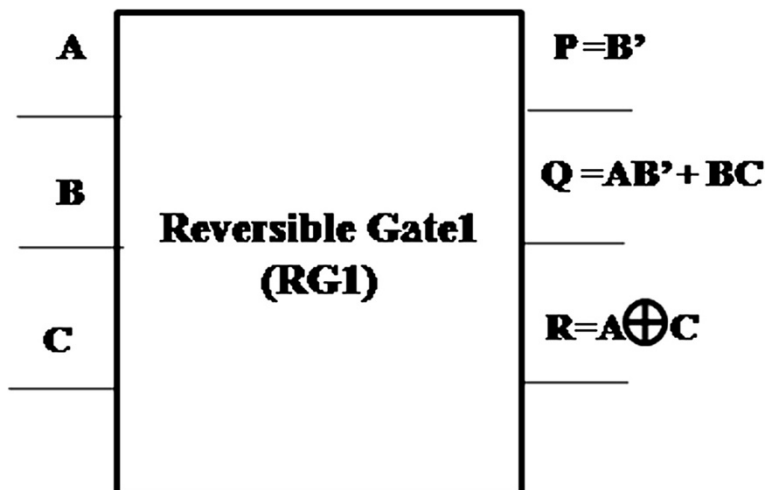 A
P=B’
B
Q=AB’+ BC
Reversible Gate1
(RG1)
C
R=A⊕C